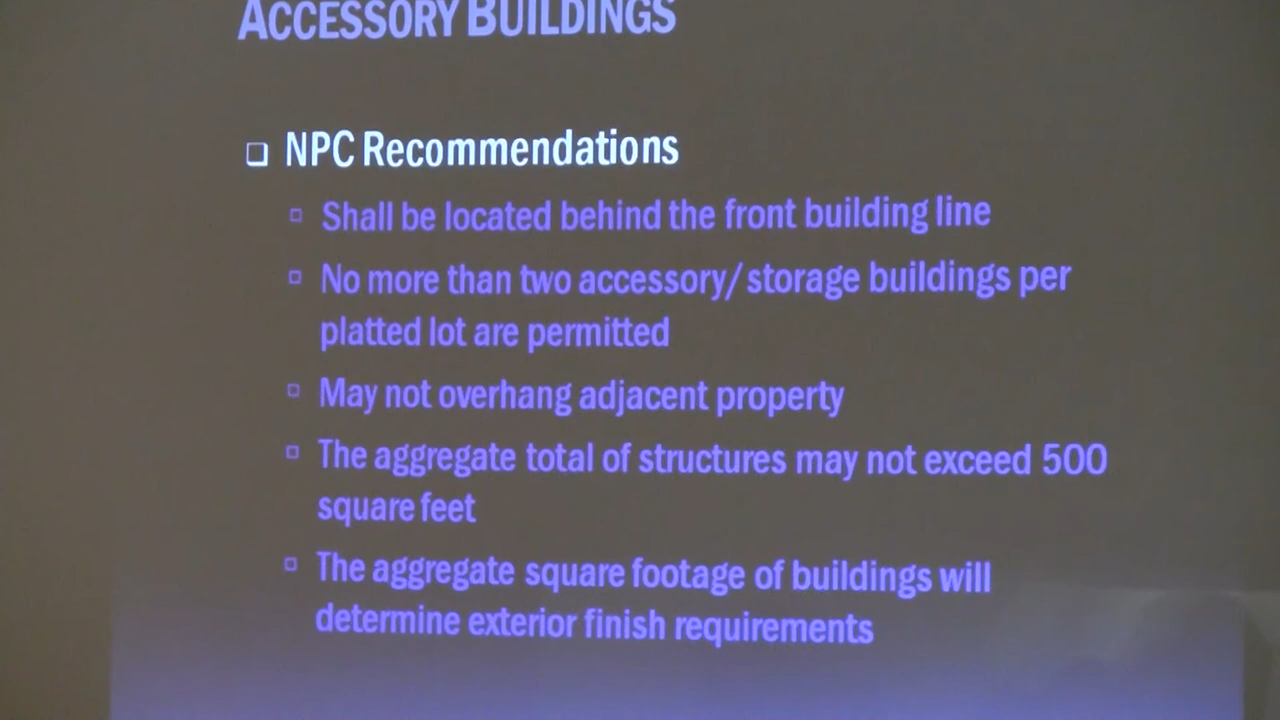 ACCESSORY BUILDINGS
NPC Recommendations
Shall be located behind the front building line
No more than two accessory/ storage buildings per
platted lot are permitted
May not overhang adjacent property
The aggregate total of structures may not exceed 500
square feet
The aggregate square footage of buildings will
determine exterior finish requirements